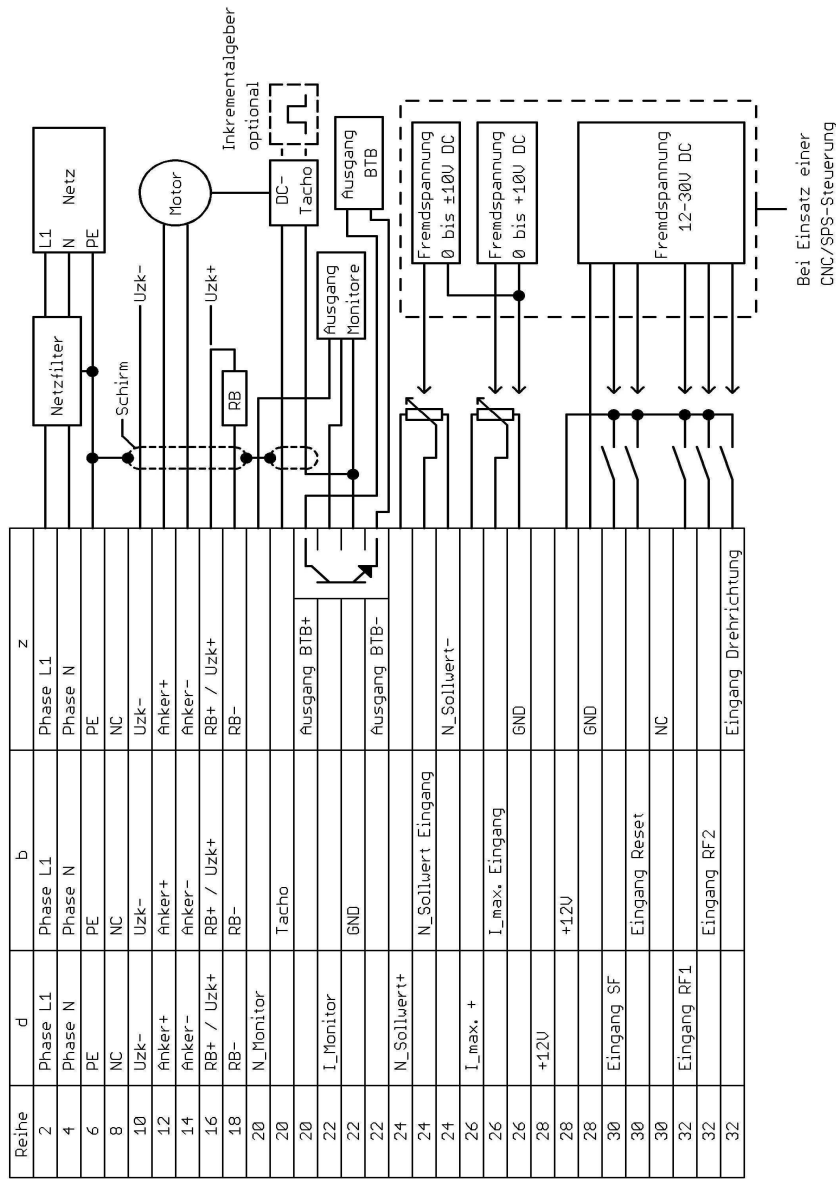 Reihe d b z
2 Phase L1 Phase L1 Phase L1
4 Phase N Phase N Phase N
6 PE PE PE
8 NC NC NC
10 Uzk- Uzk- Uzk-
12 Anker+ Anker+ Anker+
14 Anker- Anker- Anker-
16 RB+ / Uzk+ RB+ / Uzk+ RB+ / Uzk+
18 RB- RB- RB-
20 N_Monitor
20 Tacho
20 Ausgang BTB+
22 I_Monitor
22 GND
22 Ausgang BTB-
24 N_Sollwert+
24 N_Sollwert Eingang
24 N_Sollwert-
26 I_max. +
26 I_max. Eingang
26 GND
28 +12V
28 +12V
28 GND
30 Eingang SF
30 Eingang Reset
30 NC
32 Eingang RF1
32 Eingang RF2
32 Eingang Drehrichtung
Netzfilter
L1
N
PE
Netz
Schirm
Uzk-
Motor
Uzk+
RB
DC-
Tacho
Inkrementalgeber
optional
Ausgang
Monitore
Ausgang
BTB
Fremdspannung
0 bis ±10V DC
Fremdspannung
0 bis +10V DC
Fremdspannung
12-30V DC
Bei Einsatz einer
CNC/SPS-Steuerung